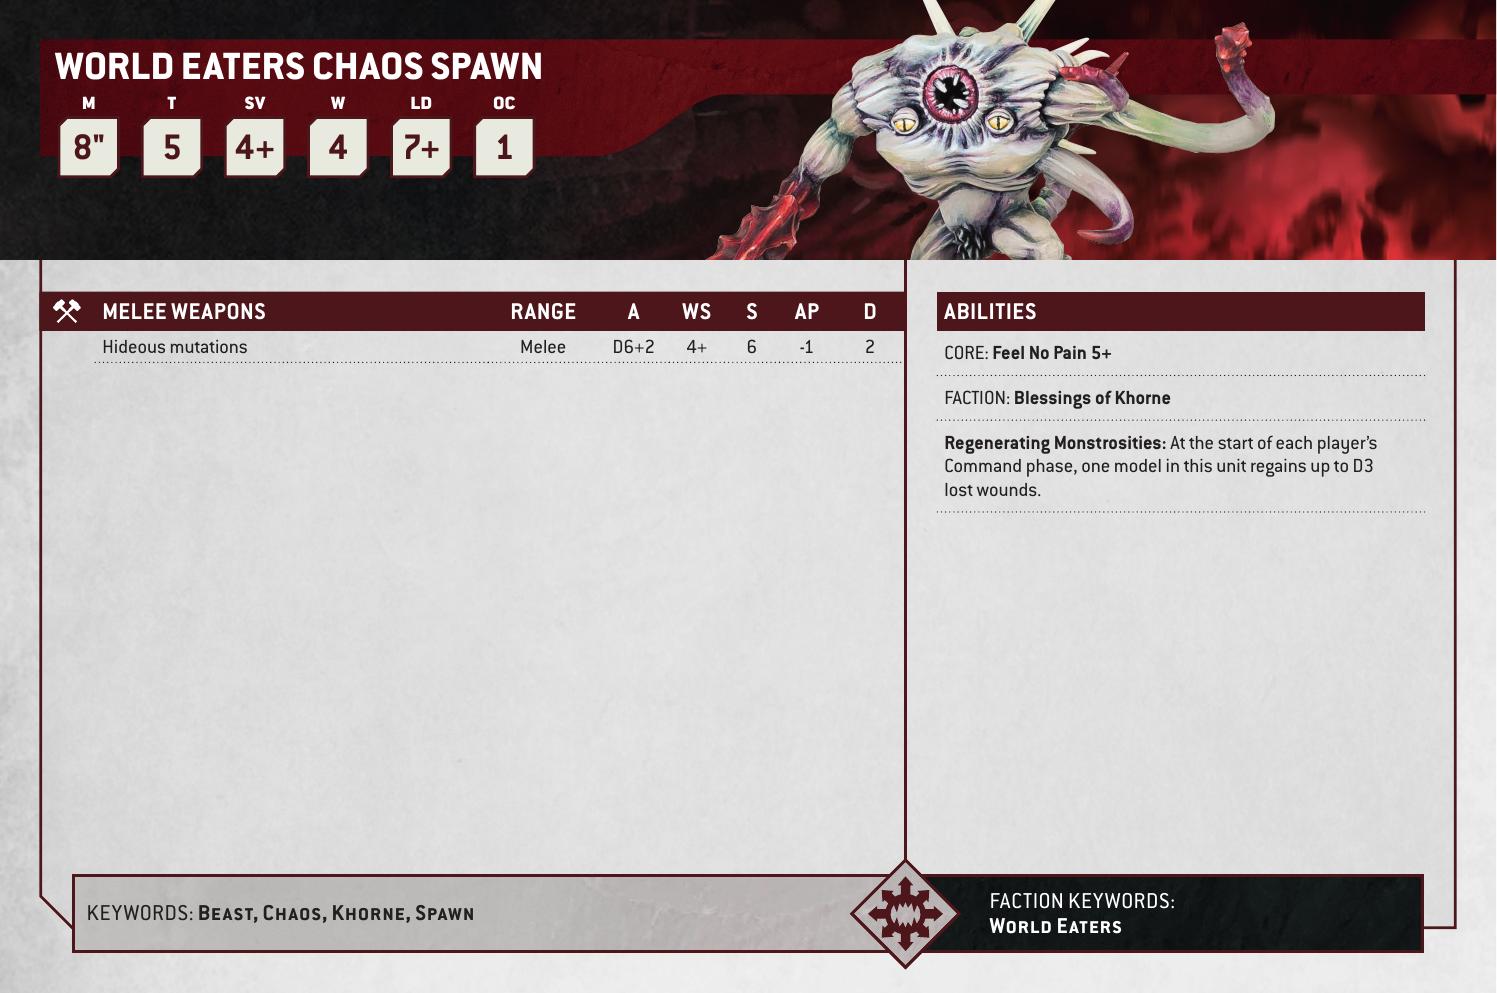 WORLD EATERS CHAOS SPAWN
M T SV W LD OC
8" 5 4+ 4 7+ 1
MELEE WEAPONS RANGE A WS S AP D
Hideous mutations Melee D6+2 4+ 6 -1 2
ABILITIES
CORE: Feel No Pain 5+
FACTION: Blessings of Khorne
Regenerating Monstrosities: At the start of each player’s
Command phase, one model in this unit regains up to D3
lost wounds.
KEYWORDS: BEAST, CHAOS, KHORNE, SPAWN
FACTION KEYWORDS:
WORLD EATERS